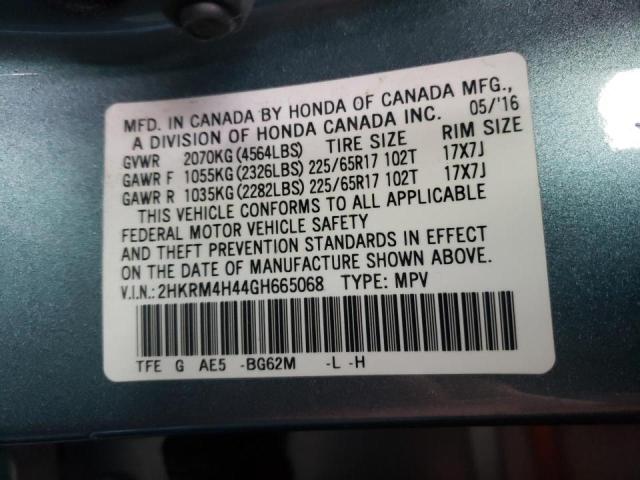 MFD. IN CANADA BY HONDA OF CANADA MFG.,
A DIVISION OF HONDA CANADA INC. 05/'16
GVWR 2070KG(4564LBS) TIRE SIZE RIM SIZE
GAWR F 1055KG(2326LBS) 225/65R17 102T 17X7J
GAWR R 1035KG(2282LBS) 225/65R17 102T 17X7J
THIS VEHICLE CONFORMS TO ALL APPLICABLE
FEDERAL MOTOR VEHICLE SAFETY
AND THEFT PREVENTION STANDARDS IN EFFECT
ON THE DATE OF MANUFACTURE SHOWN ABOVE.
V.I.N.:2HKRM4H44GH665068 TYPE: MPV
TFE G AE5 -BG62M -L -H